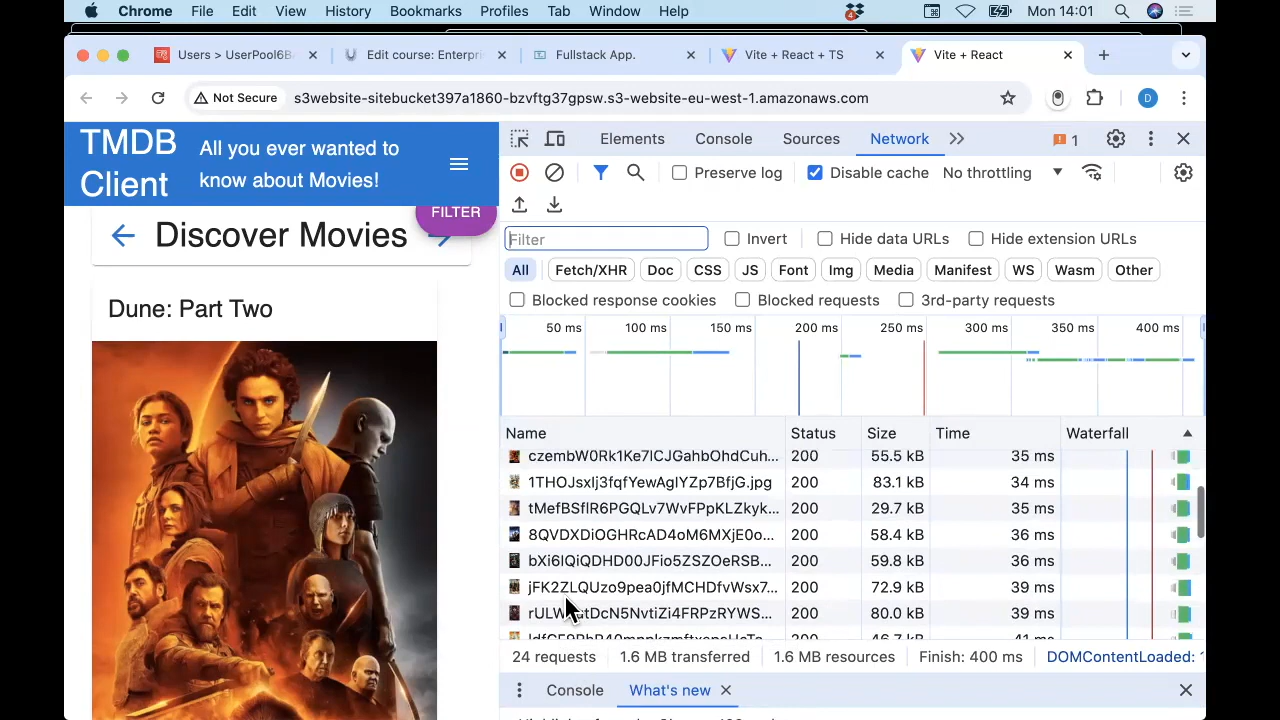 Chrome File Edit View History Bookmarks Profiles Tab Window Help 4 Mon 14:01
Users > UserPool6B Edit course: Enterpri Fullstack App. Vite + React + TS Vite + React
Not Secure s3website-sitebucket397a1860-bzvftg37gpsw.s3-website-eu-west-1.amazonaws.com D
TMDB Client
All you ever wanted to know about Movies!
FILTER
Discover Movies
Dune: Part Two
Elements Console Sources Network 1
Preserve log Disable cache No throttling
Filter Invert Hide data URLs Hide extension URLs
All Fetch/XHR Doc CSS JS Font Img Media Manifest WS Wasm Other
Blocked response cookies Blocked requests 3rd-party requests
50 ms 100 ms 150 ms 200 ms 250 ms 300 ms 350 ms 400 ms
Name Status Size Time Waterfall
200 55.5 kB 35 ms
200 83.1 kB 34 ms
200 29.7 kB 35 ms
200 58.4 kB 36 ms
200 59.8 kB 36 ms
200 72.9 kB 39 ms
200 80.0 kB 39 ms
24 requests 1.6 MB transferred 1.6 MB resources Finish: 400 ms DOMContentLoaded:
Console What's new